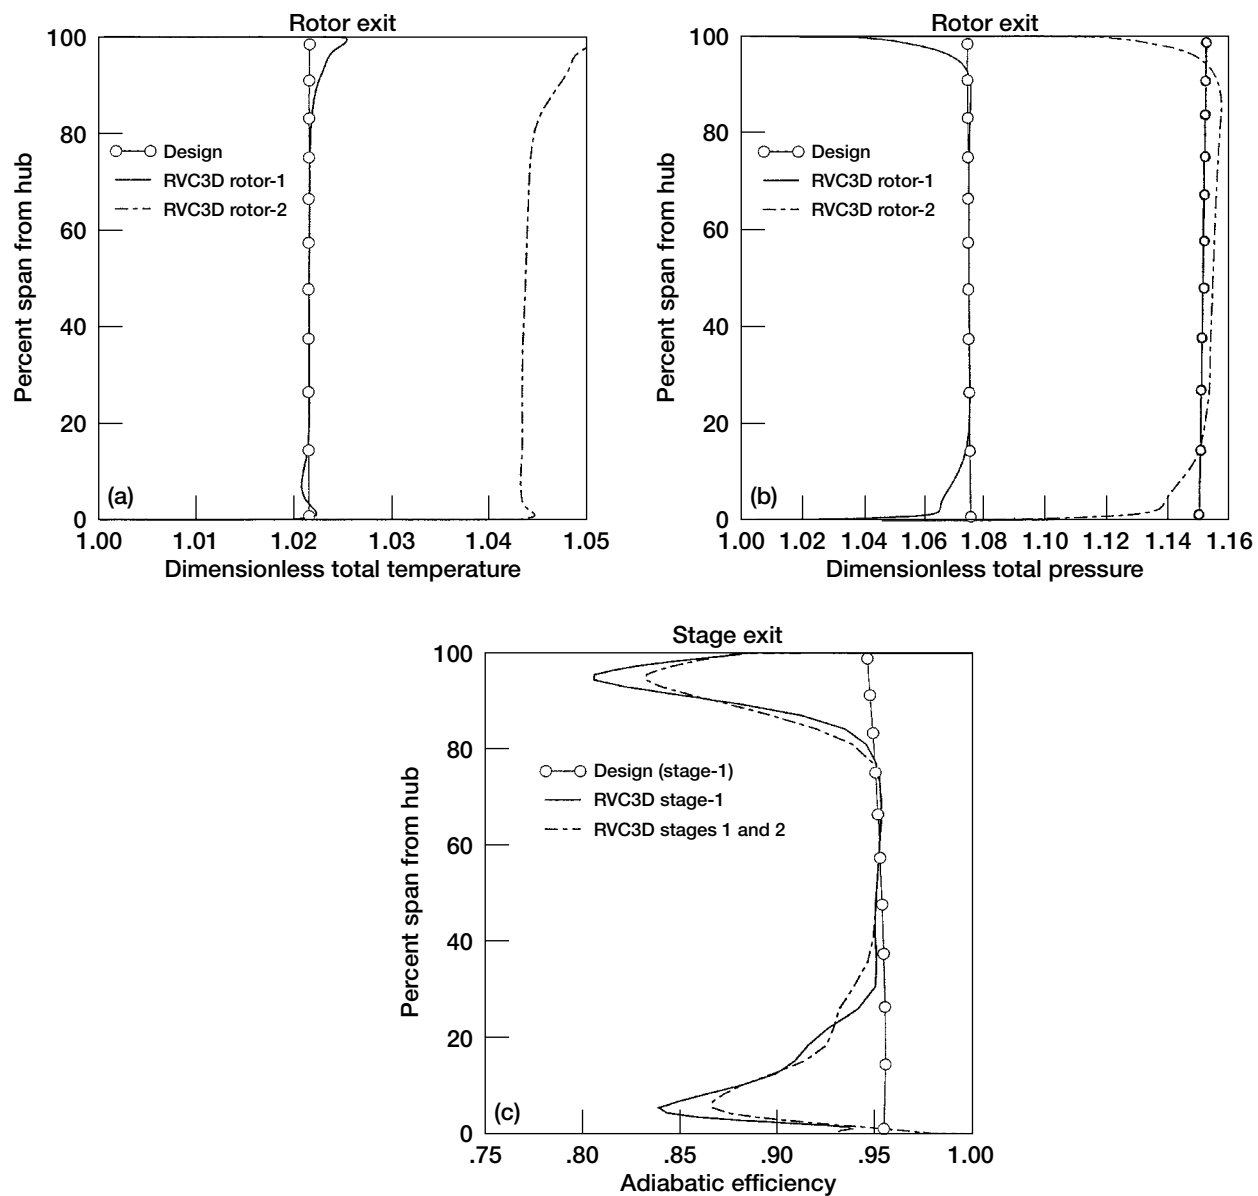 Rotor exit
100
80
60
40
20
0
Percent span from hub
Design
RVC3D rotor-1
RVC3D rotor-2
(a)
1.00 1.01 1.02 1.03 1.04 1.05
Dimensionless total temperature
Rotor exit
100
80
60
40
20
0
Percent span from hub
Design
RVC3D rotor-1
RVC3D rotor-2
(b)
1.00 1.02 1.04 1.06 1.08 1.10 1.12 1.14 1.16
Dimensionless total pressure
Stage exit
100
80
60
40
20
0
Percent span from hub
Design (stage-1)
RVC3D stage-1
RVC3D stages 1 and 2
(c)
.75 .80 .85 .90 .95 1.00
Adiabatic efficiency